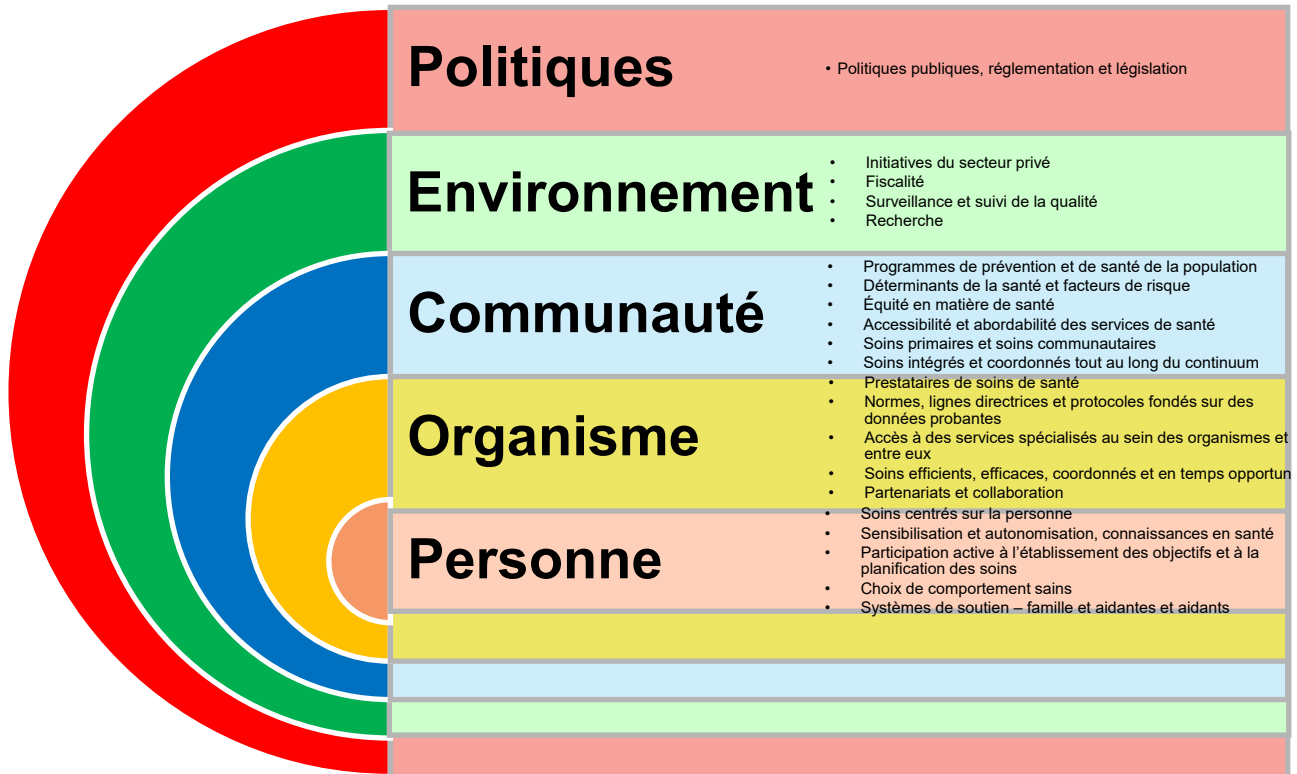 Politiques
• Politiques publiques, réglementation et législation
Environnement
• Initiatives du secteur privé
• Fiscalité
• Surveillance et suivi de la qualité
• Recherche
Communauté
• Programmes de prévention et de santé de la population
• Déterminants de la santé et facteurs de risque
• Équité en matière de santé
• Accessibilité et abordabilité des services de santé
• Soins primaires et soins communautaires
• Soins intégrés et coordonnés tout au long du continuum
Organisme
• Prestataires de soins de santé
• Normes, lignes directrices et protocoles fondés sur des
données probantes
• Accès à des services spécialisés au sein des organismes et
entre eux
• Soins efficients, efficaces, coordonnés et en temps opportun
• Partenariats et collaboration
Personne
• Soins centrés sur la personne
• Sensibilisation et autonomisation, connaissances en santé
• Participation active à l’établissement des objectifs et à la
planification des soins
• Choix de comportement sains
• Systèmes de soutien – famille et aidantes et aidants